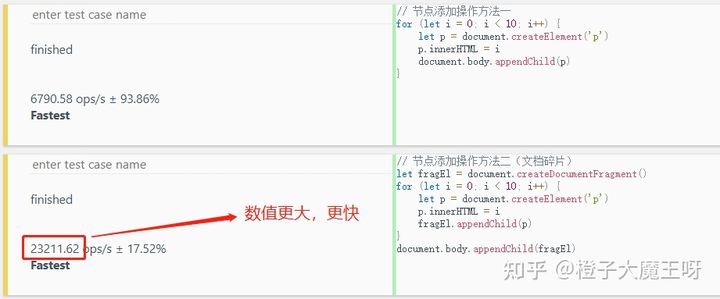 enter test case name
finished
6790.58 ops/s ± 93.86%
Fastest
// 节点添加操作方法一
for (let i = 0; i < 10; i++) {
    let p = document.createElement('p')
    p.innerHTML = i
    document.body.appendChild(p)
}
enter test case name
finished
23211.62 ops/s ± 17.52%
Fastest
数值更大，更快
// 节点添加操作方法二（文档碎片）
let fragEl = document.createDocumentFragment()
for (let i = 0; i < 10; i++) {
    let p = document.createElement('p')
    p.innerHTML = i
    fragEl.appendChild(p)
}
document.body.appendChild(fragEl)
知乎 @橙子大魔王呀